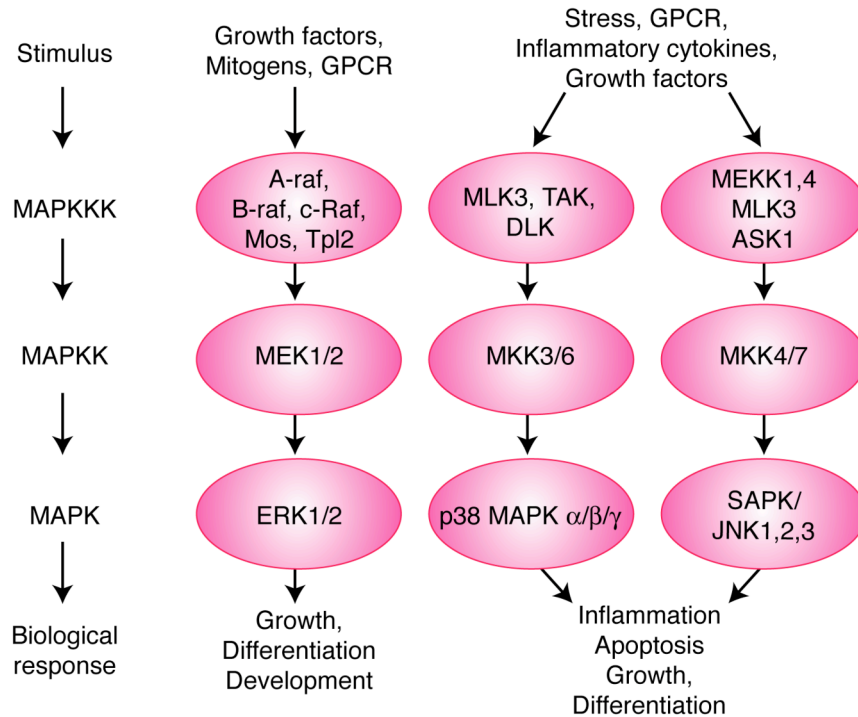 Stimulus
MAPKKK
MAPKK
MAPK
Biological
response
Growth factors,
Mitogens, GPCR
A-raf,
B-raf, c-Raf,
Mos, Tpl2
MEK1/2
ERK1/2
Growth,
Differentiation
Development
Stress, GPCR,
Inflammatory cytokines,
Growth factors
MLK3, TAK,
DLK
MKK3/6
p38 MAPK α/β/γ
MEKK1,4
MLK3
ASK1
MKK4/7
SAPK/
JNK1,2,3
Inflammation
Apoptosis
Growth,
Differentiation